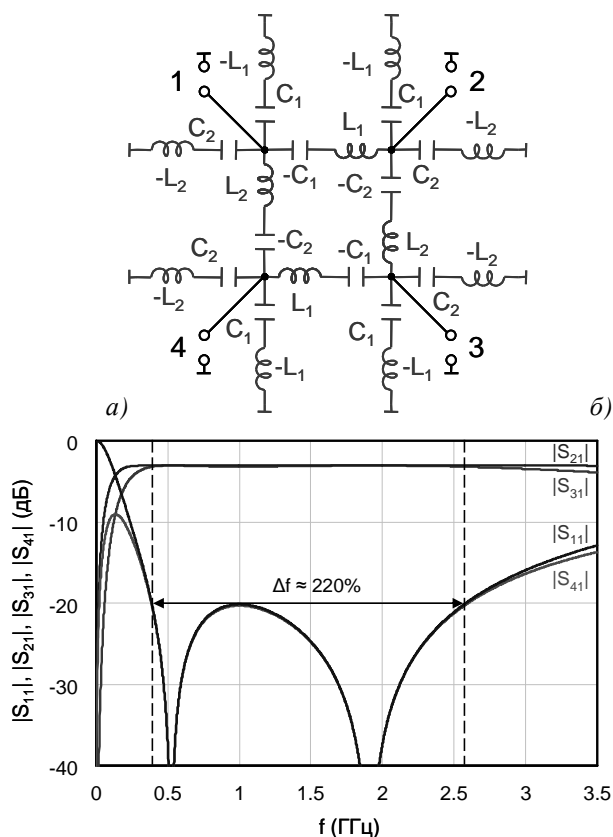 -L₁ -L₁
1 2
C₁ C₁
C₂ L₁ -L₂
-L₂ -C₁ -C₂ C₂
L₂
C₂ -C₂ -C₁ L₂ -L₂
-L₂ L₁ C₂
C₁ C₁
4 3
-L₁ -L₁
а) б)
|S₁₁|, |S₂₁|, |S₃₁|, |S₄₁| (дБ)
0
-10
-20
-30
-40
|S₂₁|
|S₃₁|
|S₁₁|
|S₄₁|
Δf ≈ 220%
0 0.5 1 1.5 2 2.5 3 3.5
f (ГГц)